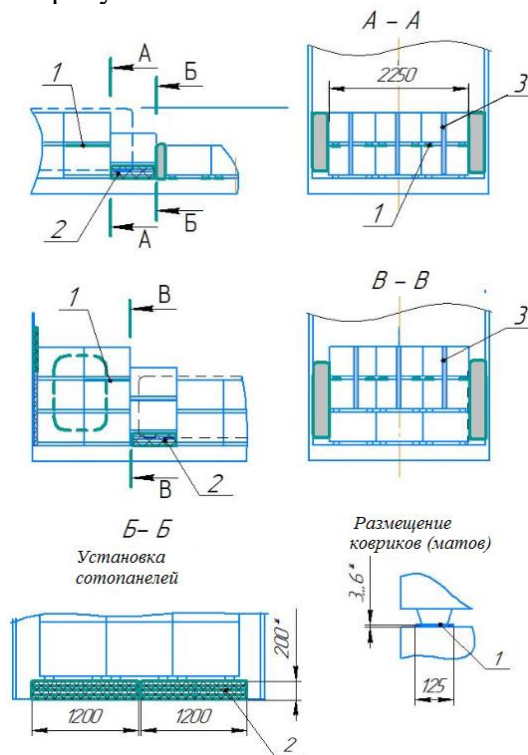 А – А
А
Б
1
2250
3
2
А
Б
1
В
1
В – В
3
В
2
Б – Б
Установка
сотопанелей
Размещение
ковриков (матов)
200*
3...6*
1
125
1200
1200
2